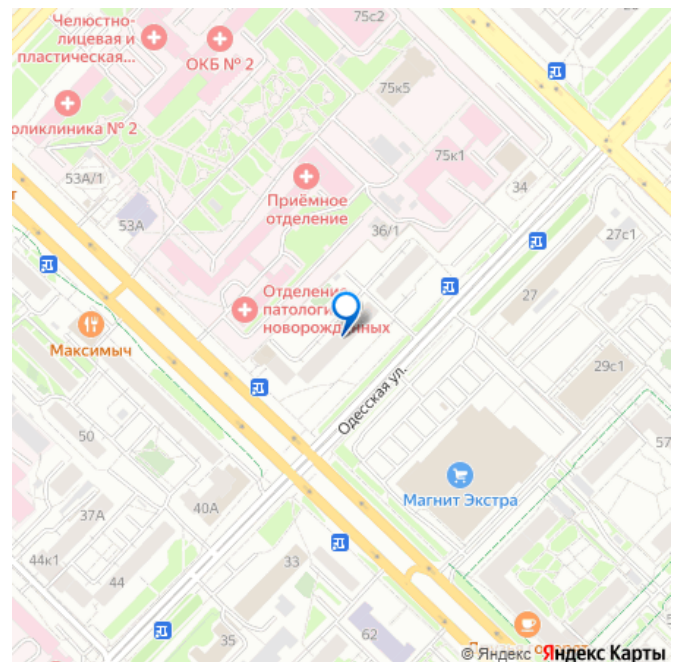 75с2
Челюстно-
лицевая и
пластическая...
ОКБ № 2
75к5
оликлиника № 2
75к1
53А/1
34
Приёмное
отделение
53А
36/1
27с1
Отделение
патологии
новорожденных
27
Максимыч
29с1
Одесская ул.
50
57
Магнит Экстра
37А
40А
44к1
44
33
35
62
© Яндекс Яндекс Карты